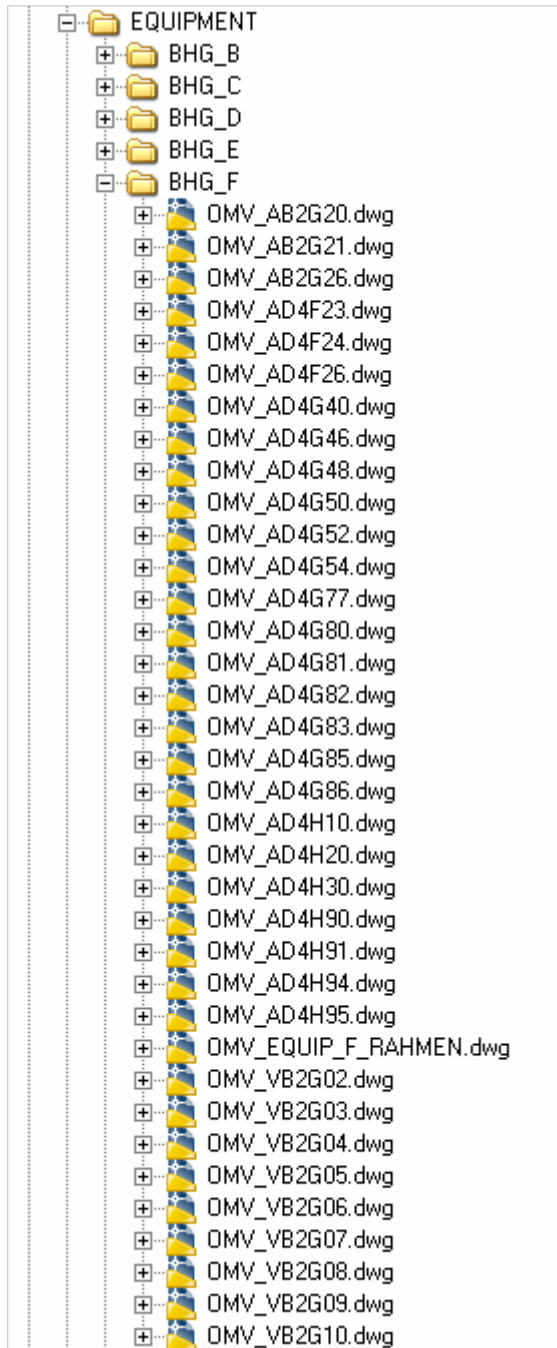 EQUIPMENT
BHG_B
BHG_C
BHG_D
BHG_E
BHG_F
OMV_AB2G20.dwg
OMV_AB2G21.dwg
OMV_AB2G26.dwg
OMV_AD4F23.dwg
OMV_AD4F24.dwg
OMV_AD4F26.dwg
OMV_AD4G40.dwg
OMV_AD4G46.dwg
OMV_AD4G48.dwg
OMV_AD4G50.dwg
OMV_AD4G52.dwg
OMV_AD4G54.dwg
OMV_AD4G77.dwg
OMV_AD4G80.dwg
OMV_AD4G81.dwg
OMV_AD4G82.dwg
OMV_AD4G83.dwg
OMV_AD4G85.dwg
OMV_AD4G86.dwg
OMV_AD4H10.dwg
OMV_AD4H20.dwg
OMV_AD4H30.dwg
OMV_AD4H90.dwg
OMV_AD4H91.dwg
OMV_AD4H94.dwg
OMV_AD4H95.dwg
OMV_EQUIP_F_RAHMEN.dwg
OMV_VB2G02.dwg
OMV_VB2G03.dwg
OMV_VB2G04.dwg
OMV_VB2G05.dwg
OMV_VB2G06.dwg
OMV_VB2G07.dwg
OMV_VB2G08.dwg
OMV_VB2G09.dwg
OMV_VB2G10.dwg